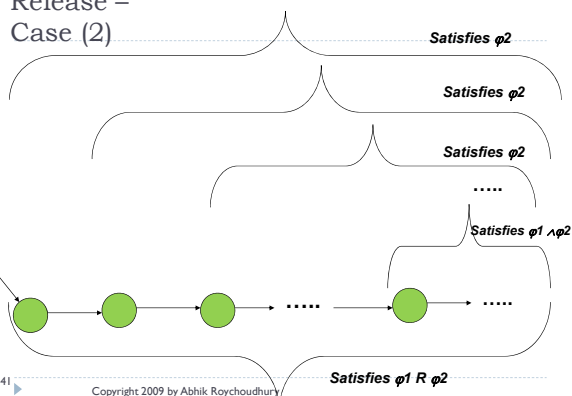 Release –
Case (2)
Satisfies φ2
Satisfies φ2
Satisfies φ2
.....
Satisfies φ1 ∧φ2
.....
.....
Satisfies φ1 R φ2
41
Copyright 2009 by Abhik Roychoudhury